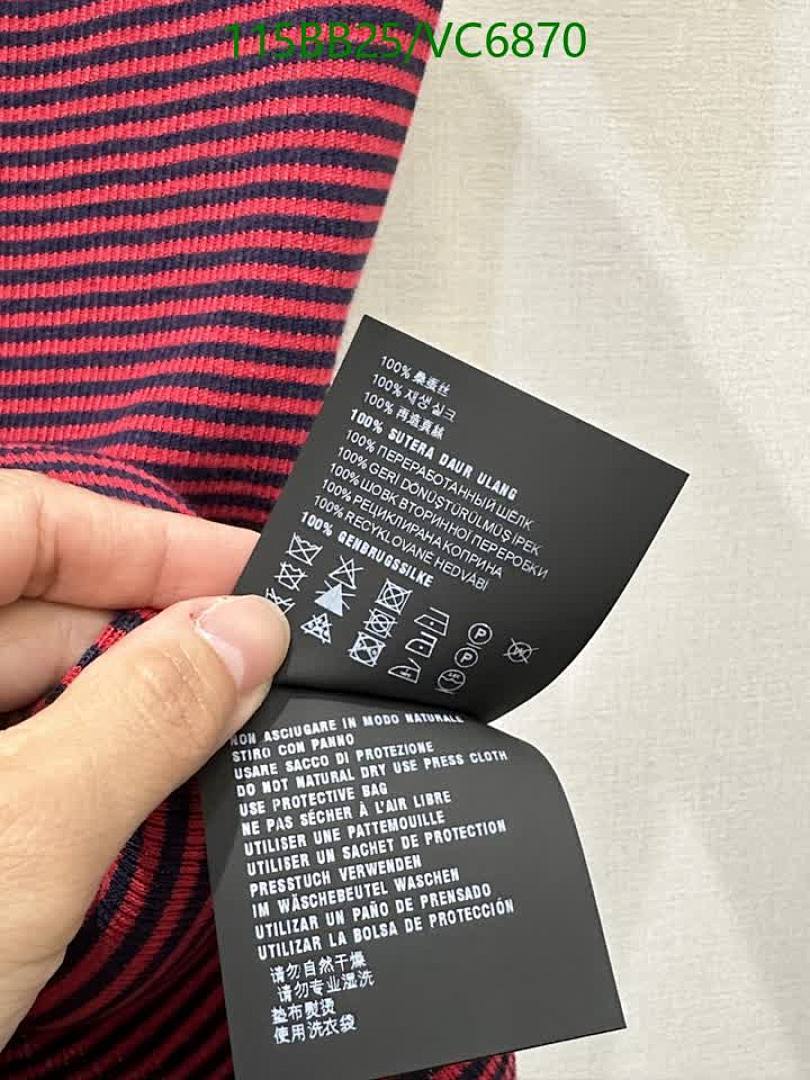 115BB25/VC6870
100% 桑蚕丝
100% 재생 실크
100% 再造真絲
100% SUTERA DAUR ULANG
100% ПЕРЕРАБОТАННЫЙ ШЁЛК
100% GERİ DÖNÜŞTÜRÜLMÜŞ İPEK
100% ШОВК ВТОРИННОЇ ПЕРЕРОБКИ
100% РЕЦИКЛИРАНА КОПРИНА
100% RECYKLOVANÉ HEDVÁBÍ
100% GENBRUGSSILKE
P
P
W
NON ASCIUGARE IN MODO NATURALE
STIRO CON PANNO
USARE SACCO DI PROTEZIONE
DO NOT NATURAL DRY USE PRESS CLOTH
USE PROTECTIVE BAG
NE PAS SÉCHER À L'AIR LIBRE
UTILISER UNE PATTEMOUILLE
UTILISER UN SACHET DE PROTECTION
PRESSTUCH VERWENDEN
IM WÄSCHEBEUTEL WASCHEN
UTILIZAR UN PAÑO DE PRENSADO
UTILIZAR LA BOLSA DE PROTECCIÓN
请勿自然干燥
请勿专业湿洗
垫布熨烫
使用洗衣袋